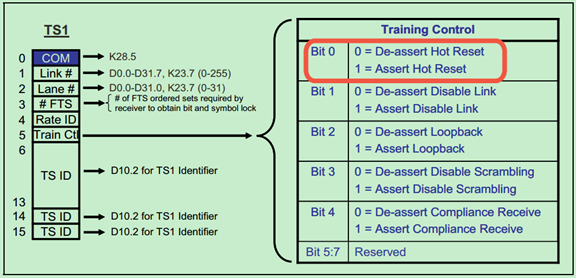 TS1
0 COM K28.5
1 Link # D0.0-D31.7, K23.7 (0-255)
2 Lane # D0.0-D31.0, K23.7 (0-31)
3 # FTS # of FTS ordered sets required by
receiver to obtain bit and symbol lock
4 Rate ID
5 Train Ctl
6
TS ID D10.2 for TS1 Identifier
13
14 TS ID D10.2 for TS1 Identifier
15 TS ID D10.2 for TS1 Identifier
Training Control
Bit 0 0 = De-assert Hot Reset
1 = Assert Hot Reset
Bit 1 0 = De-assert Disable Link
1 = Assert Disable Link
Bit 2 0 = De-assert Loopback
1 = Assert Loopback
Bit 3 0 = De-assert Disable Scrambling
1 = Assert Disable Scrambling
Bit 4 0 = De-assert Compliance Receive
1 = Assert Compliance Receive
Bit 5:7 Reserved